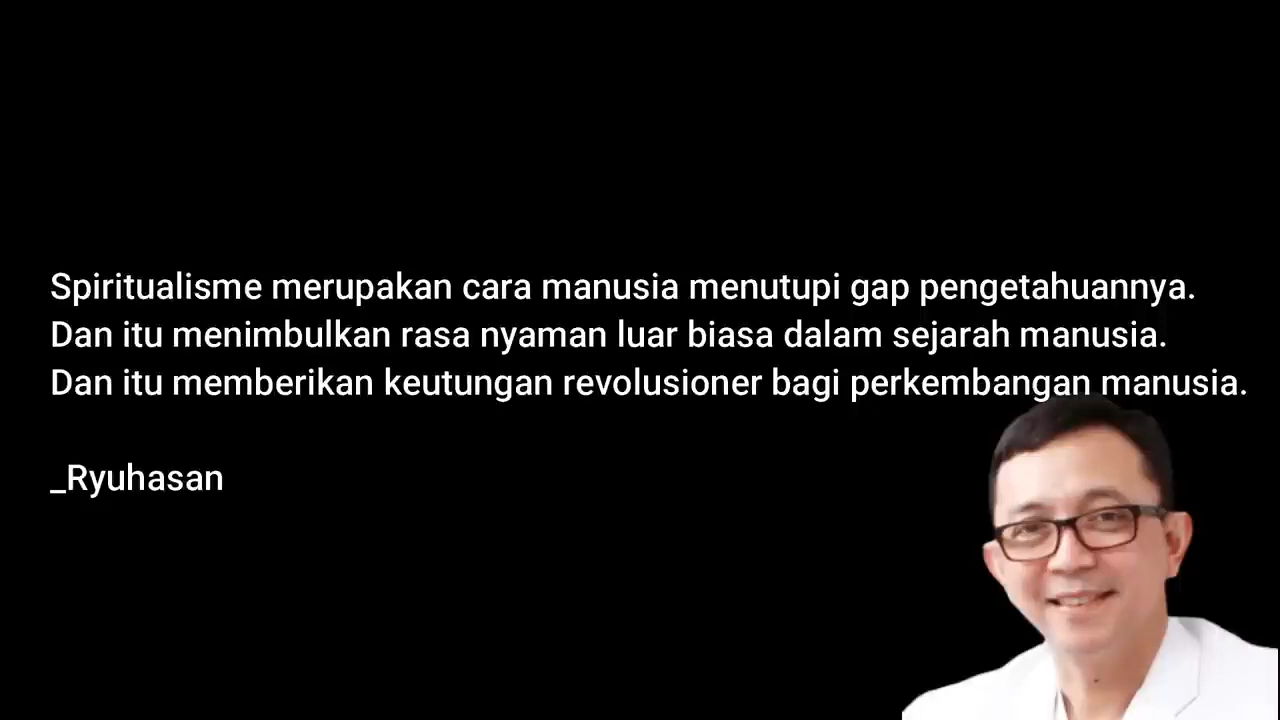 Spiritualisme merupakan cara manusia menutupi gap pengetahuannya.
Dan itu menimbulkan rasa nyaman luar biasa dalam sejarah manusia.
Dan itu memberikan keutungan revolusioner bagi perkembangan manusia.
_Ryuhasan